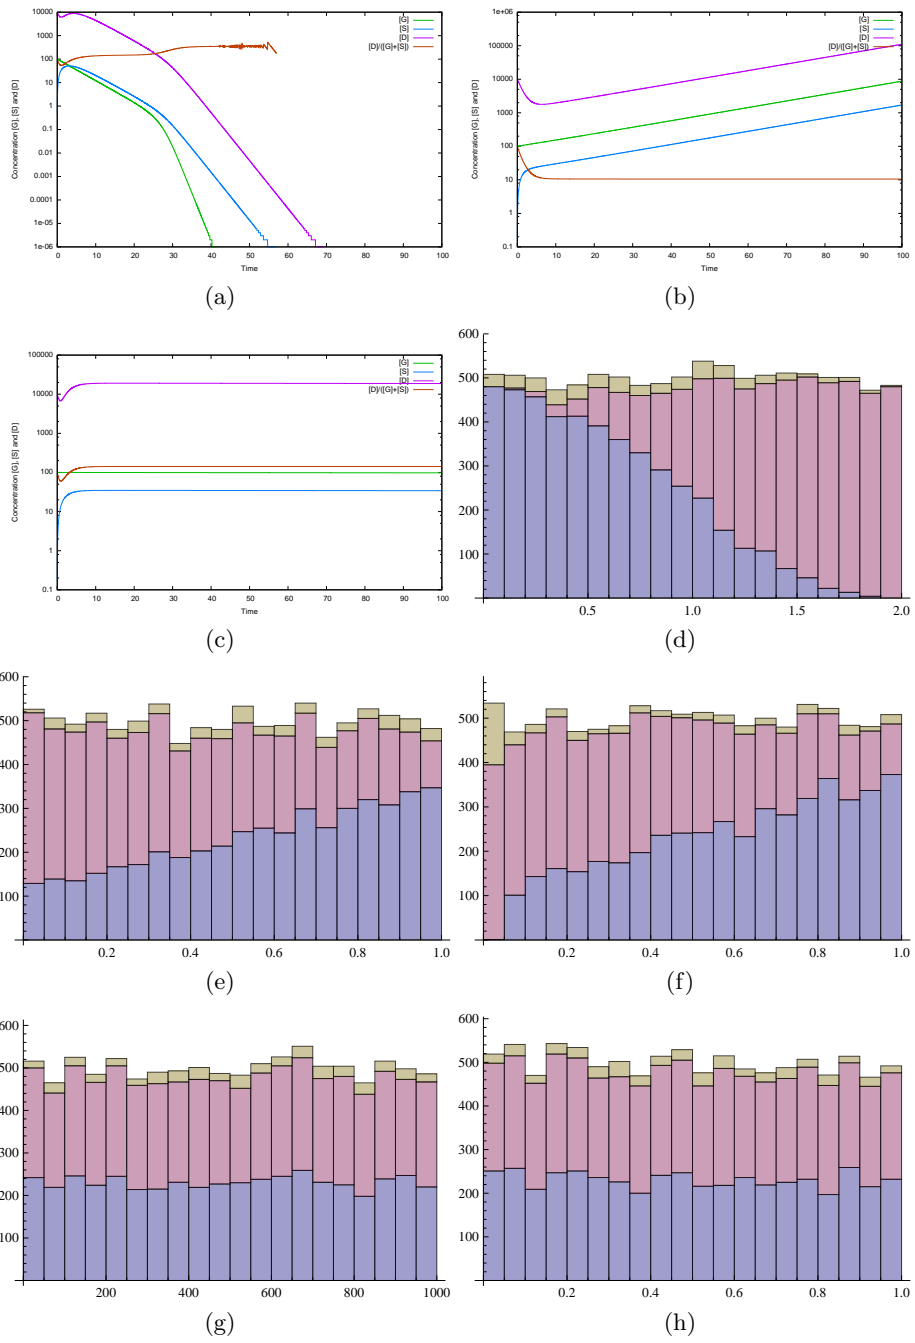 Concentration [G], [S] and [D]
10000
1000
100
10
1
0.1
0.01
0.001
0.0001
1e-05
1e-06
[G]
[S]
[D]
[D]/([G]+[S])
0 10 20 30 40 50 60 70 80 90 100
Time
(a)
Concentration [G], [S] and [D]
1e+06
100000
10000
1000
100
10
1
0.1
[G]
[S]
[D]
[D]/([G]+[S])
0 10 20 30 40 50 60 70 80 90 100
Time
(b)
Concentration [G], [S] and [D]
100000
10000
1000
100
10
1
0.1
[G]
[S]
[D]
[D]/([G]+[S])
0 10 20 30 40 50 60 70 80 90 100
Time
(c)
600
500
400
300
200
100
0.5 1.0 1.5 2.0
(d)
600
500
400
300
200
100
0.2 0.4 0.6 0.8 1.0
(e)
500
400
300
200
100
0.2 0.4 0.6 0.8 1.0
(f)
600
500
400
300
200
100
200 400 600 800 1000
(g)
600
500
400
300
200
100
0.2 0.4 0.6 0.8 1.0
(h)